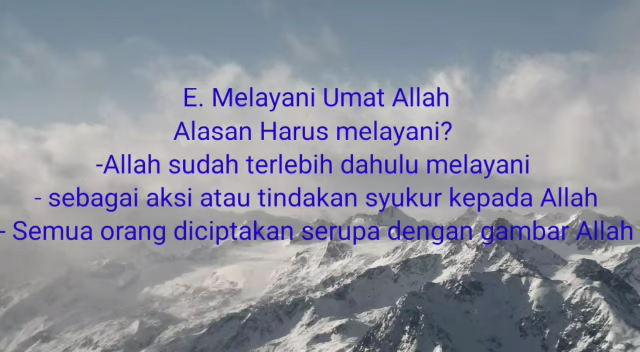 E. Melayani Umat Allah
Alasan Harus melayani?
-Allah sudah terlebih dahulu melayani
- sebagai aksi atau tindakan syukur kepada Allah
- Semua orang diciptakan serupa dengan gambar Allah